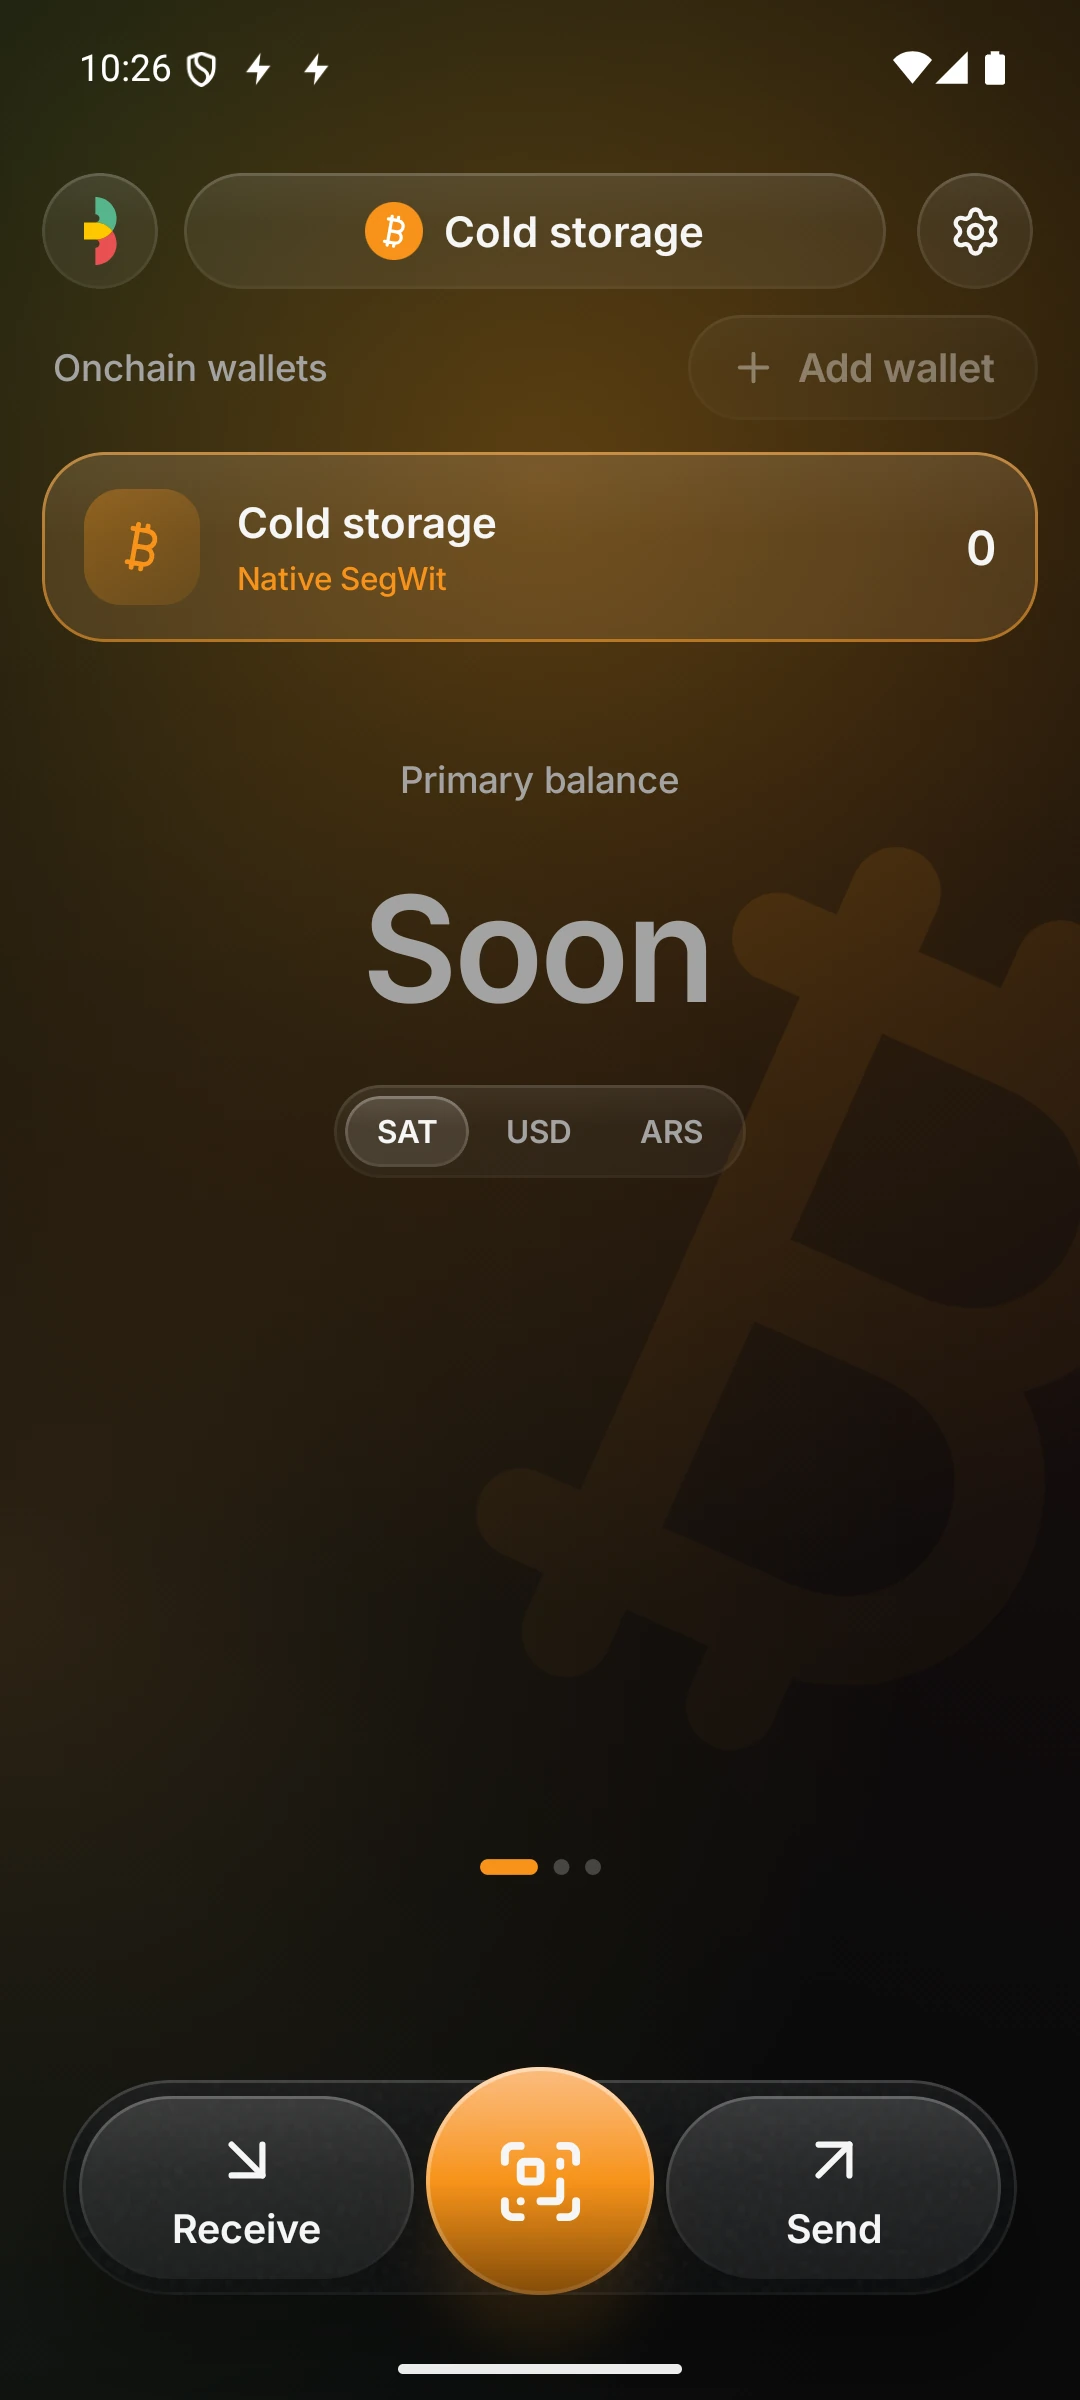 10:26
Cold storage
Onchain wallets
Add wallet
Cold storage
Native SegWit
0
Primary balance
Soon
SAT USD ARS
Receive
Send